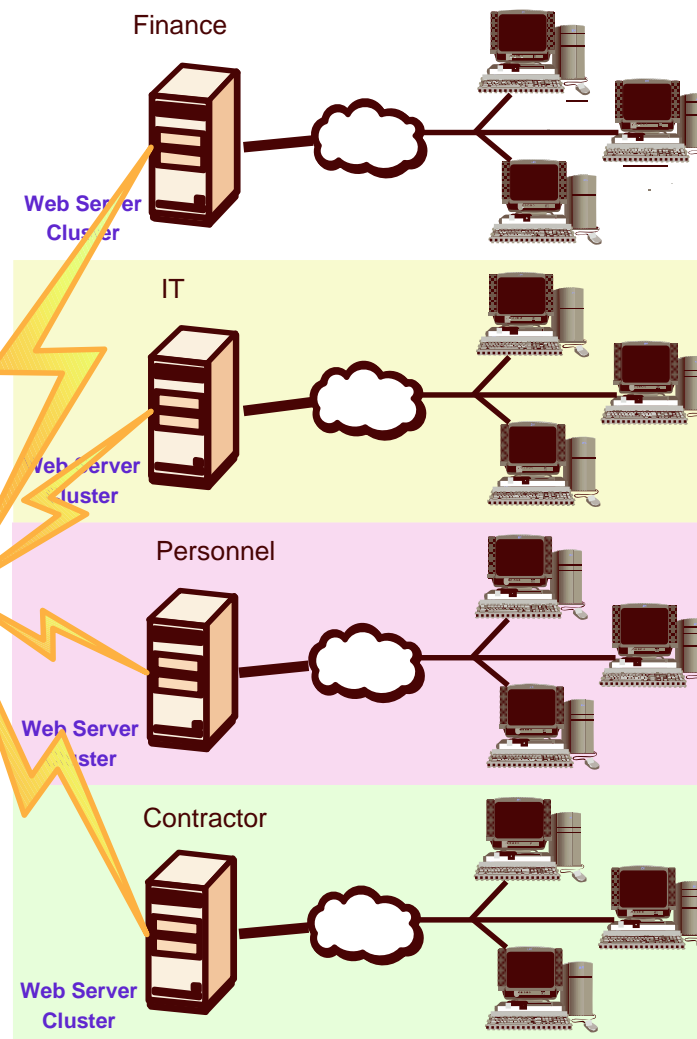 Finance
Web Server
Cluster
IT
Web Server
Cluster
Personnel
Web Server
Cluster
Contractor
Web Server
Cluster